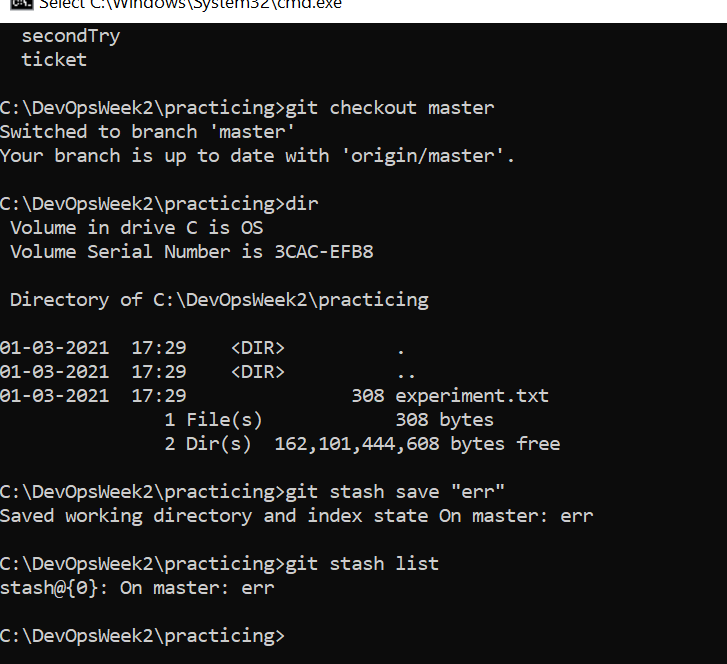 Select C:\Windows\System32\cmd.exe
secondTry
ticket
C:\DevOpsWeek2\practicing>git checkout master
Switched to branch 'master'
Your branch is up to date with 'origin/master'.
C:\DevOpsWeek2\practicing>dir
Volume in drive C is OS
Volume Serial Number is 3CAC-EFB8
Directory of C:\DevOpsWeek2\practicing
01-03-2021  17:29    <DIR>          .
01-03-2021  17:29    <DIR>          ..
01-03-2021  17:29               308 experiment.txt
1 File(s)            308 bytes
2 Dir(s)  162,101,444,608 bytes free
C:\DevOpsWeek2\practicing>git stash save "err"
Saved working directory and index state On master: err
C:\DevOpsWeek2\practicing>git stash list
stash@{0}: On master: err
C:\DevOpsWeek2\practicing>